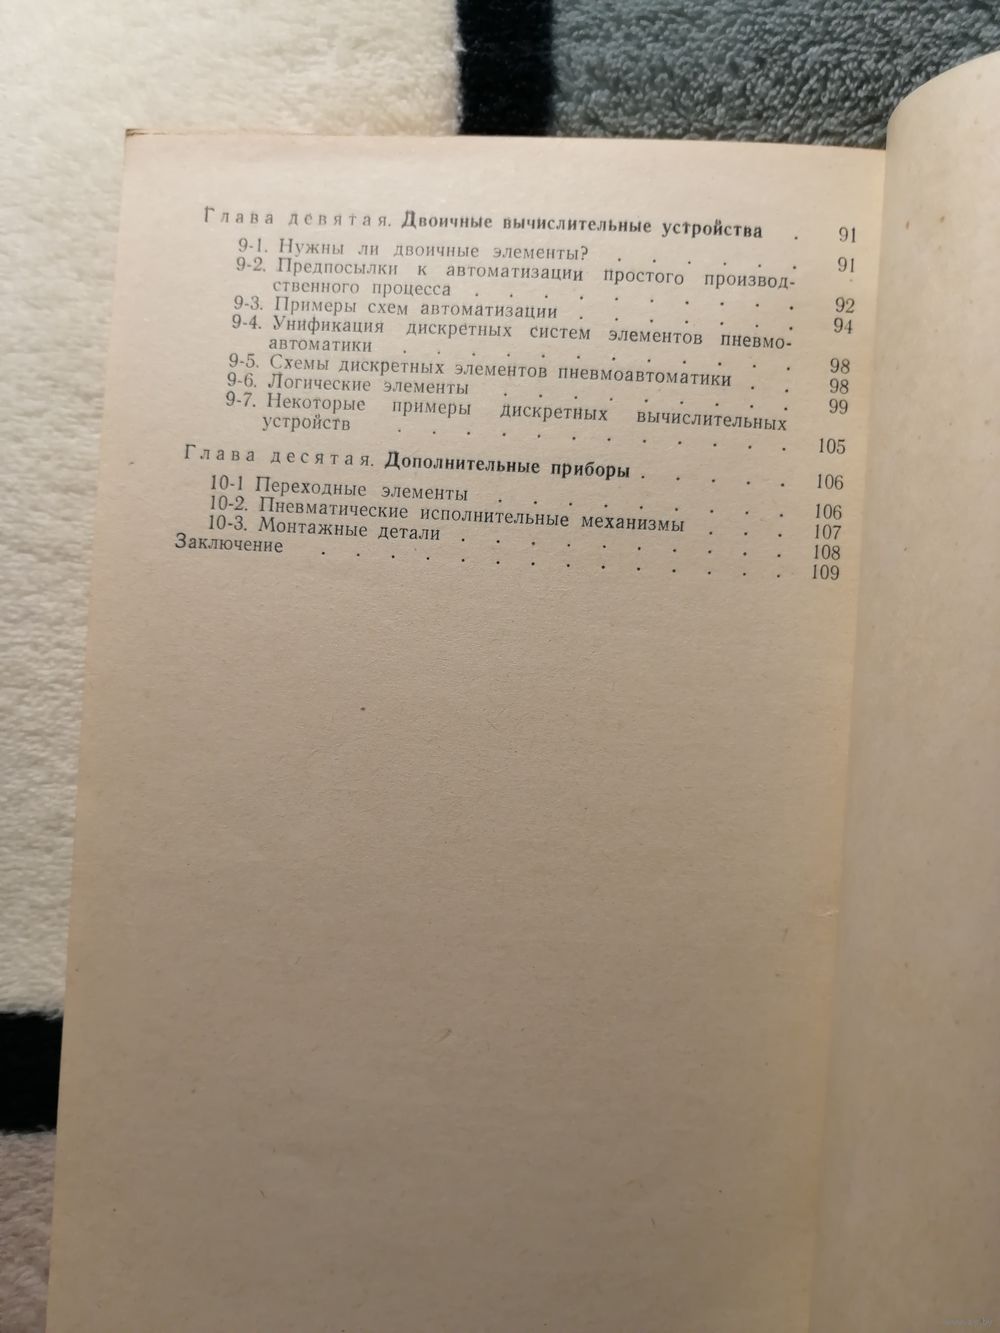 Глава девятая. Двоичные вычислительные устройства . 91
9-1. Нужны ли двоичные элементы? . . . . . . 91
9-2. Предпосылки к автоматизации простого производ-
ственного процесса . . . . . . . . . . 92
9-3. Примеры схем автоматизации . . . . . . . 94
9-4. Унификация дискретных систем элементов пневмо-
автоматики . . . . . . . . . . . . 98
9-5. Схемы дискретных элементов пневмоавтоматики . . 98
9-6. Логические элементы . . . . . . . . . 99
9-7. Некоторые примеры дискретных вычислительных
устройств . . . . . . . . . . . . 105
Глава десятая. Дополнительные приборы . . . . . 106
10-1 Переходные элементы . . . . . . . . . 106
10-2. Пневматические исполнительные механизмы . . . 107
10-3. Монтажные детали . . . . . . . . . . 108
Заключение . . . . . . . . . . . . . . 109